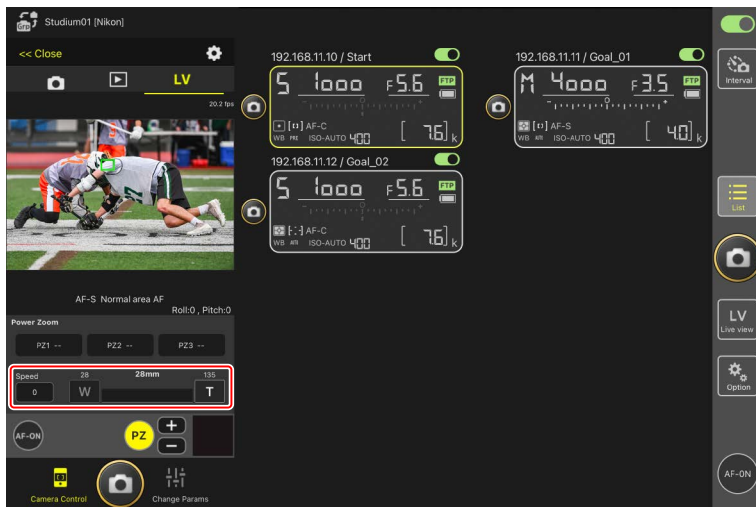 Grp
Studium01 [Nikon]
<< Close
LV
20.2 fps
7
AF-S Normal area AF
Roll:0 , Pitch:0
Power Zoom
PZ1 --
PZ2 --
PZ3 --
Speed
28
28mm
135
0
W
T
AF-ON
PZ
+
−
Camera Control
Change Params
192.168.11.10 / Start
S 1000 F5.6 FTP
AF-C
WB PRE ISO-AUTO 400 [ 7.6] k
192.168.11.11 / Goal_01
M 4000 F3.5 FTP
AF-S
WB ISO-AUTO 400 [ 4.0] k
192.168.11.12 / Goal_02
S 1000 F5.6 FTP
AF-C
WB ISO-AUTO 400 [ 7.6] k
Interval
List
LV
Live view
Option
AF-ON